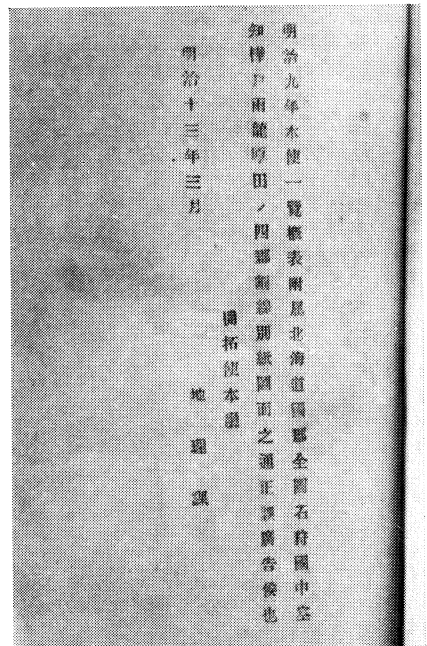 明治九年本使一覽概表附屬北海道國郡全圖石狩國中空
知樺戸雨龍厚田ノ四郡線別紙圖面之通正誤廣告候也
開拓使本廳
明治十三年三月 地理課